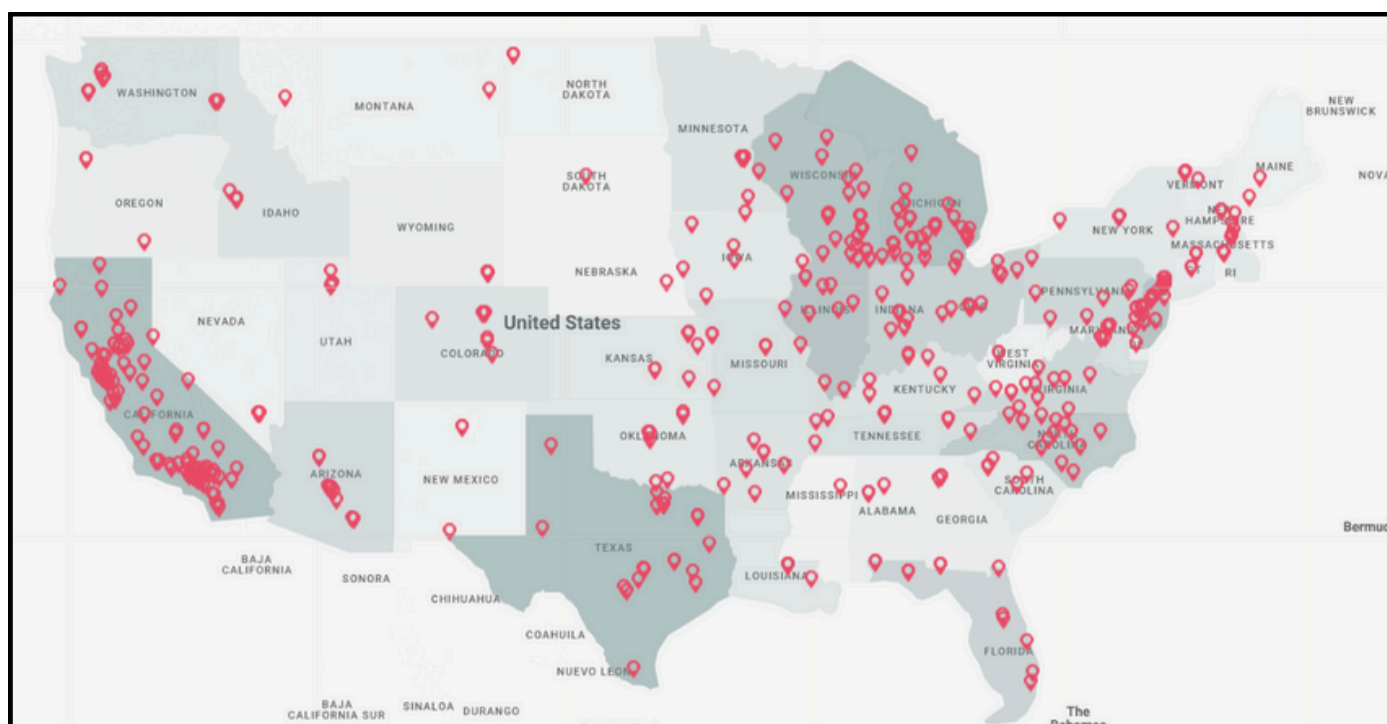 WASHINGTON
MONTANA
NORTH
DAKOTA
MINNESOTA
SOUTH
DAKOTA
WISCONSIN
MICHIGAN
OREGON
IDAHO
WYOMING
NEBRASKA
IOWA
NEVADA
UTAH
United States
COLORADO
KANSAS
MISSOURI
ILLINOIS
INDIANA
PENNSYLVANIA
MARYLAND
WEST
VIRGINIA
VIRGINIA
KENTUCKY
CALIFORNIA
ARIZONA
NEW MEXICO
OKLAHOMA
ARKANSAS
TENNESSEE
NORTH
CAROLINA
SOUTH
CAROLINA
MISSISSIPPI
ALABAMA
GEORGIA
TEXAS
LOUISIANA
FLORIDA
NEW YORK
VERMONT
NEW
HAMPSHIRE
MASSACHUSETTS
RI
MAINE
NEW
BRUNSWICK
NOVA
Bermud
BAJA
CALIFORNIA
SONORA
CHIHUAHUA
COAHUILA
NUEVO LEON
BAJA
CALIFORNIA SUR
SINALOA
DURANGO
The
Bahamas